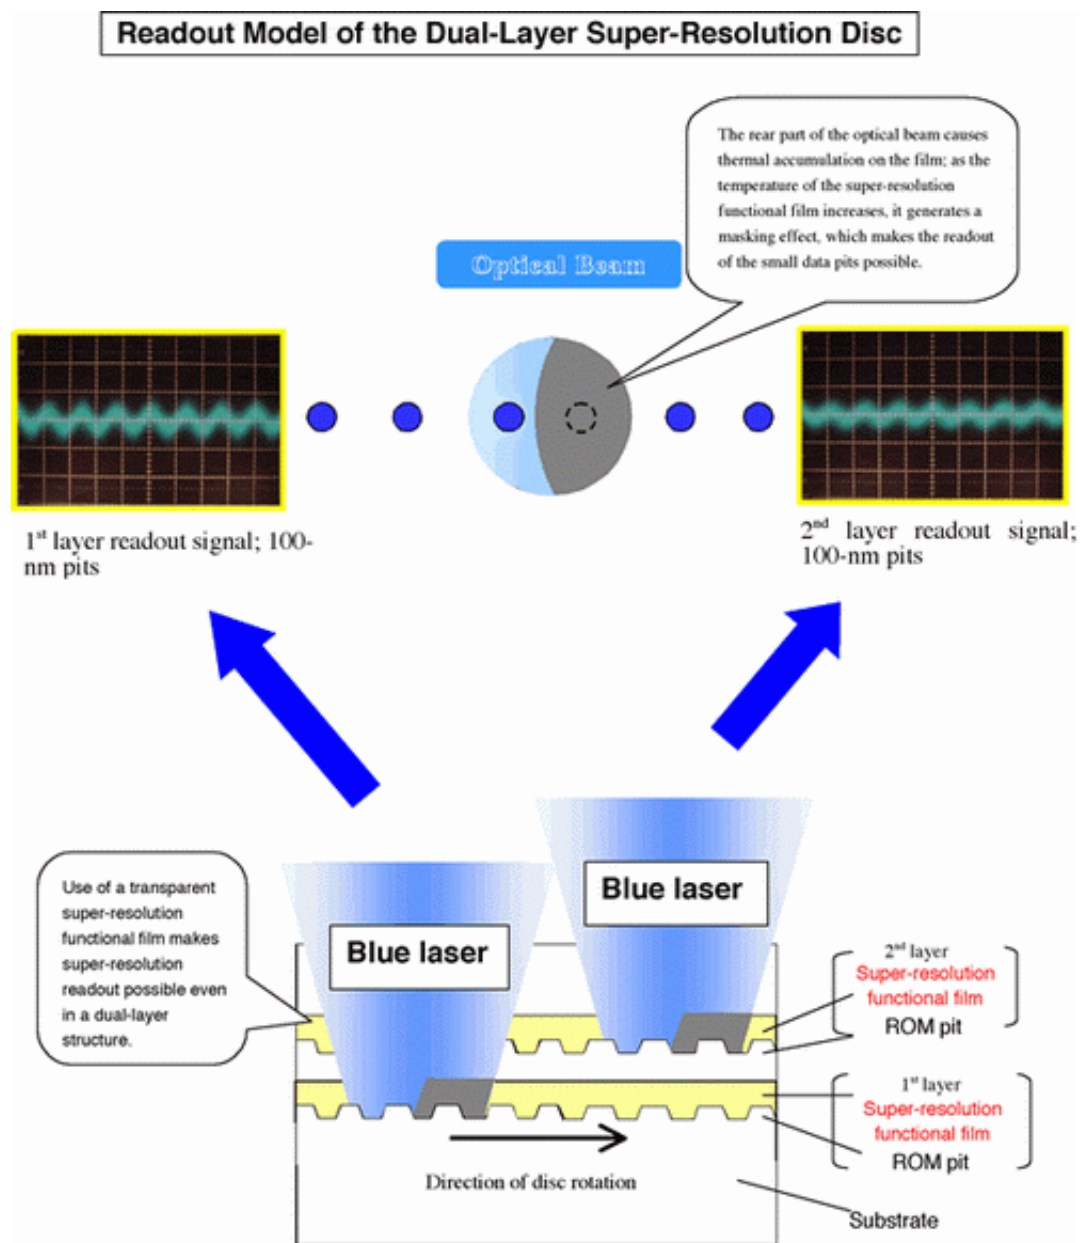 Readout Model of the Dual-Layer Super-Resolution Disc
The rear part of the optical beam causes
thermal accumulation on the film; as the
temperature of the super-resolution
functional film increases, it generates a
masking effect, which makes the readout
of the small data pits possible.
Optical Beam
1st layer readout signal; 100-
nm pits
2nd layer readout signal;
100-nm pits
Use of a transparent
super-resolution
functional film makes
super-resolution
readout possible even
in a dual-layer
structure.
Blue laser
Blue laser
2nd layer
Super-resolution
functional film
ROM pit
1st layer
Super-resolution
functional film
ROM pit
Direction of disc rotation
Substrate